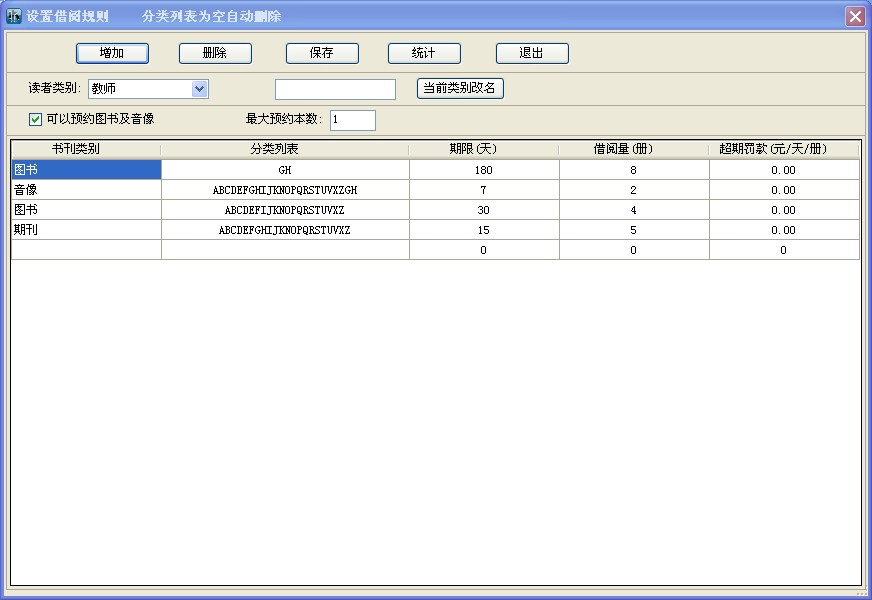 设置借阅规则 分类列表为空自动删除
增加 删除 保存 统计 退出
读者类别: 教师 当前类别改名
可以预约图书及音像 最大预约本数: 1
书刊类别 分类列表 期限(天) 借阅量(册) 超期罚款(元/天/册)
图书 GH 180 8 0.00
音像 ABCDEFGHIJKNOPQRSTUVXZGH 7 2 0.00
图书 ABCDEFIJKNOPQRSTUVXZ 30 4 0.00
期刊 ABCDEFGHIJKNOPQRSTUVXZ 15 5 0.00
0 0 0